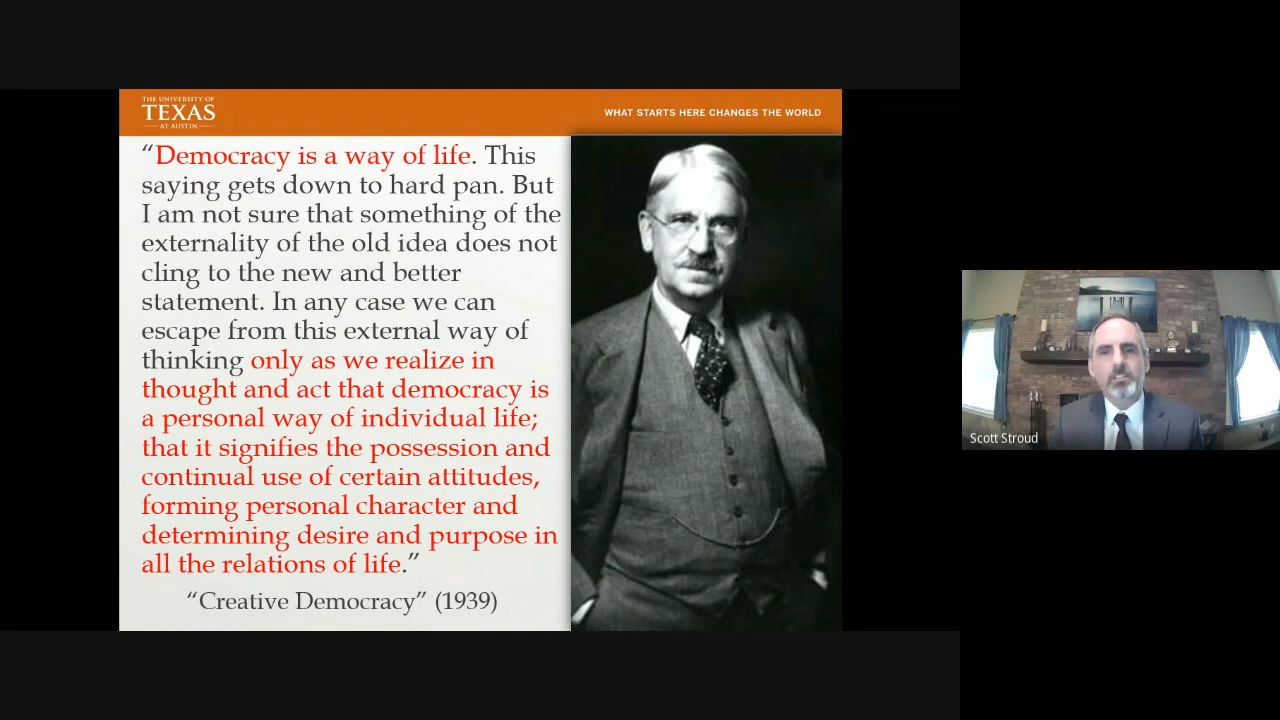 THE UNIVERSITY OF
TEXAS
AT AUSTIN
WHAT STARTS HERE CHANGES THE WORLD
“Democracy is a way of life. This
saying gets down to hard pan. But
I am not sure that something of the
externality of the old idea does not
cling to the new and better
statement. In any case we can
escape from this external way of
thinking only as we realize in
thought and act that democracy is
a personal way of individual life;
that it signifies the possession and
continual use of certain attitudes,
forming personal character and
determining desire and purpose in
all the relations of life.”
“Creative Democracy” (1939)
Scott Stroud